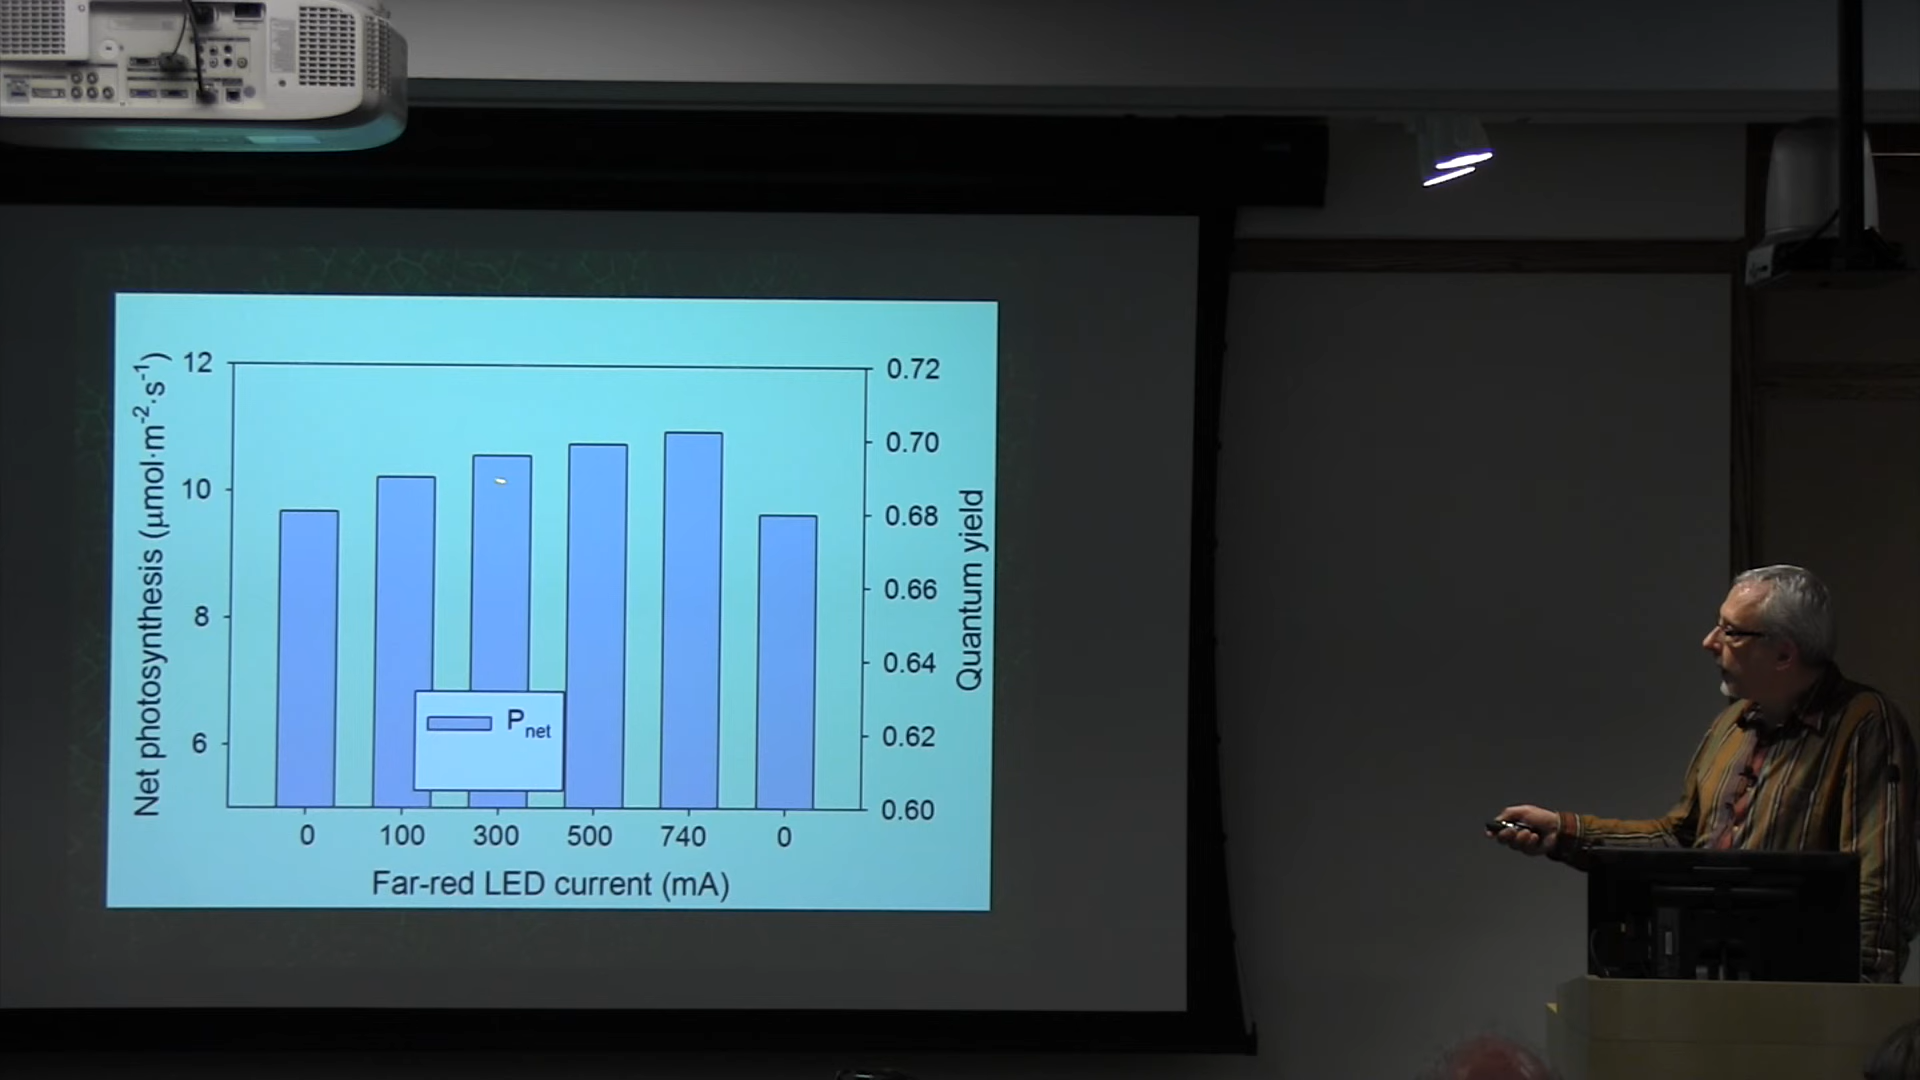 Net photosynthesis (μmol·m⁻²·s⁻¹)
12
10
8
6
0.72
0.70
0.68
0.66
0.64
0.62
0.60
Quantum yield
Pnet
0 100 300 500 740 0
Far-red LED current (mA)